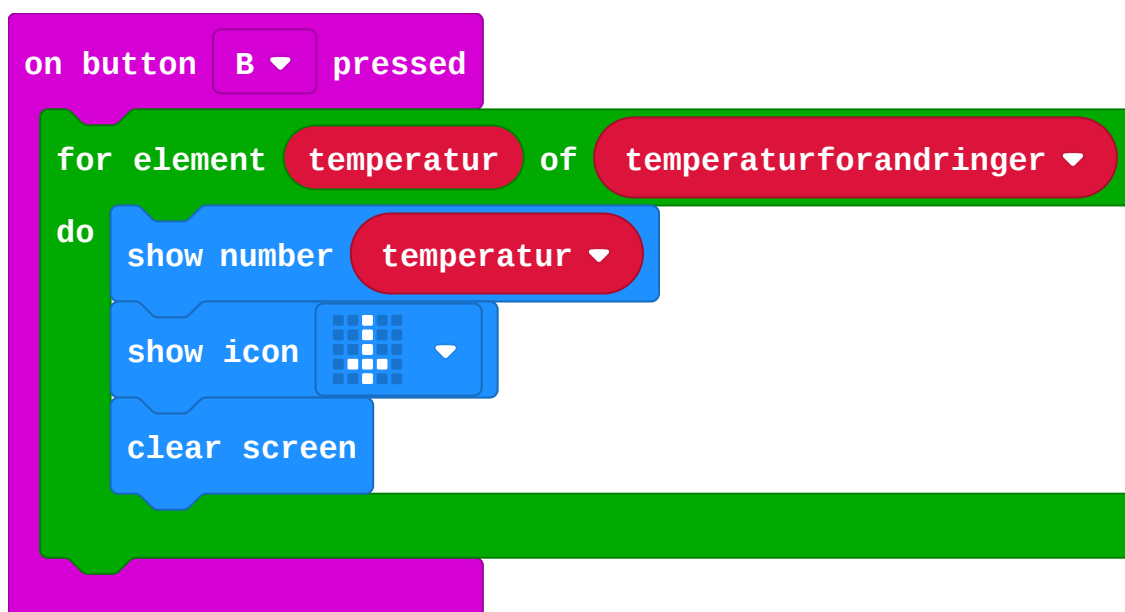 on button B pressed
for element temperatur of temperaturforandringer
do
show number temperatur
show icon
clear screen